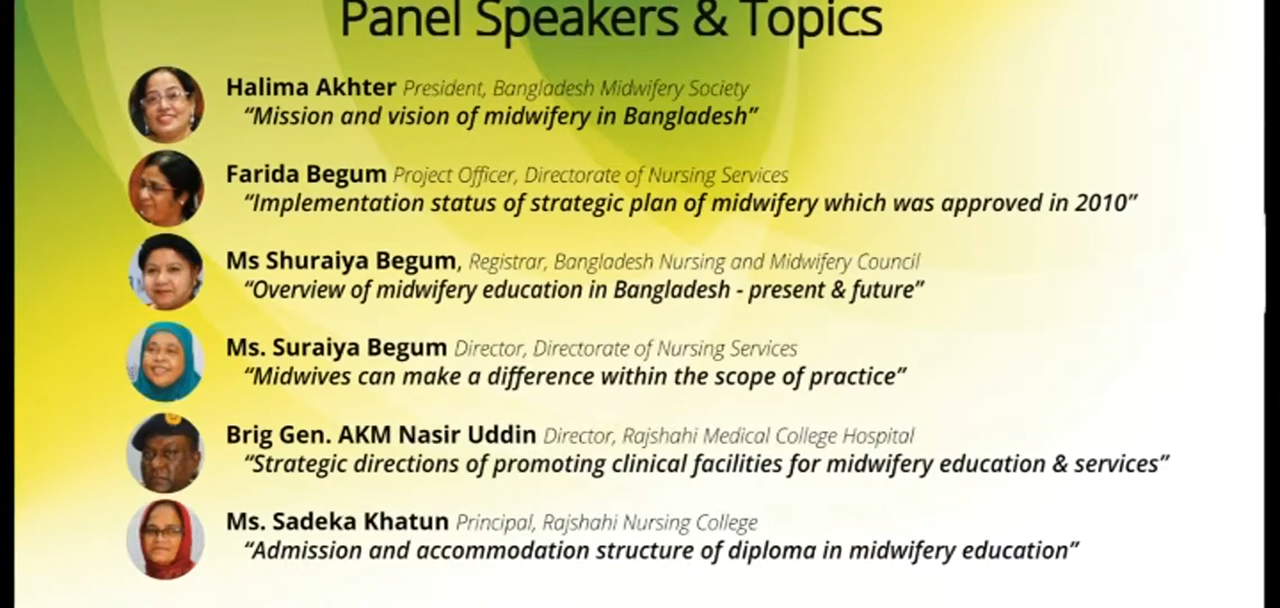 Panel Speakers & Topics
Halima Akhter President, Bangladesh Midwifery Society
“Mission and vision of midwifery in Bangladesh”
Farida Begum Project Officer, Directorate of Nursing Services
“Implementation status of strategic plan of midwifery which was approved in 2010”
Ms Shuraiya Begum, Registrar, Bangladesh Nursing and Midwifery Council
“Overview of midwifery education in Bangladesh - present & future”
Ms. Suraiya Begum Director, Directorate of Nursing Services
“Midwives can make a difference within the scope of practice”
Brig Gen. AKM Nasir Uddin Director, Rajshahi Medical College Hospital
“Strategic directions of promoting clinical facilities for midwifery education & services”
Ms. Sadeka Khatun Principal, Rajshahi Nursing College
“Admission and accommodation structure of diploma in midwifery education”